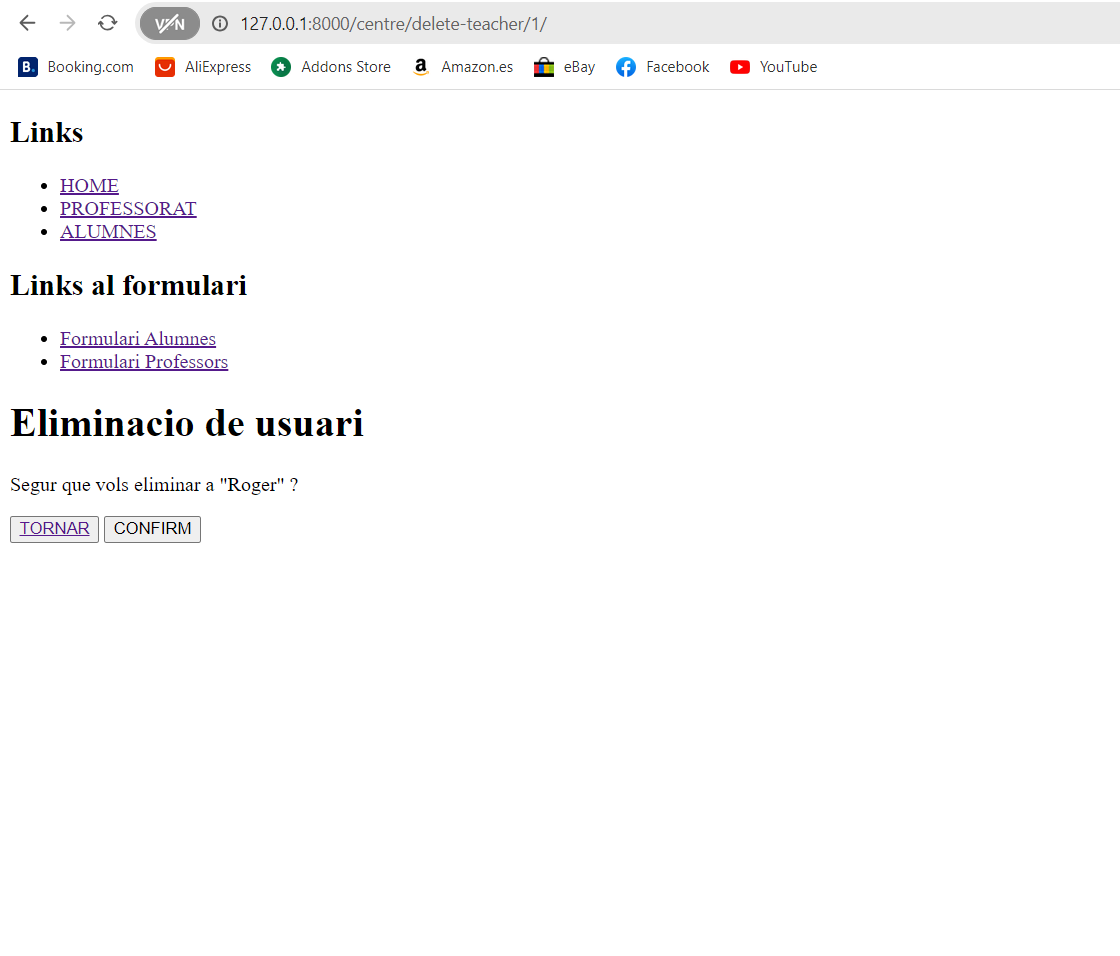 VPN 127.0.0.1:8000/centre/delete-teacher/1/
B. Booking.com AliExpress Addons Store a Amazon.es eBay Facebook YouTube
Links
HOME
PROFESSORAT
ALUMNES
Links al formulari
Formulari Alumnes
Formulari Professors
Eliminacio de usuari
Segur que vols eliminar a "Roger" ?
TORNAR CONFIRM